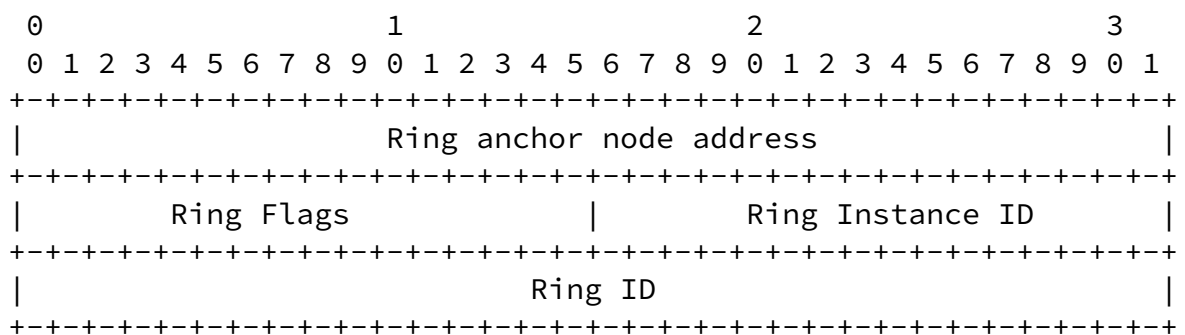 0                   1                   2                   3
 0 1 2 3 4 5 6 7 8 9 0 1 2 3 4 5 6 7 8 9 0 1 2 3 4 5 6 7 8 9 0 1
+-+-+-+-+-+-+-+-+-+-+-+-+-+-+-+-+-+-+-+-+-+-+-+-+-+-+-+-+-+-+-+-+
|                    Ring anchor node address                   |
+-+-+-+-+-+-+-+-+-+-+-+-+-+-+-+-+-+-+-+-+-+-+-+-+-+-+-+-+-+-+-+-+
|        Ring Flags             |        Ring Instance ID       |
+-+-+-+-+-+-+-+-+-+-+-+-+-+-+-+-+-+-+-+-+-+-+-+-+-+-+-+-+-+-+-+-+
|                            Ring ID                            |
+-+-+-+-+-+-+-+-+-+-+-+-+-+-+-+-+-+-+-+-+-+-+-+-+-+-+-+-+-+-+-+-+